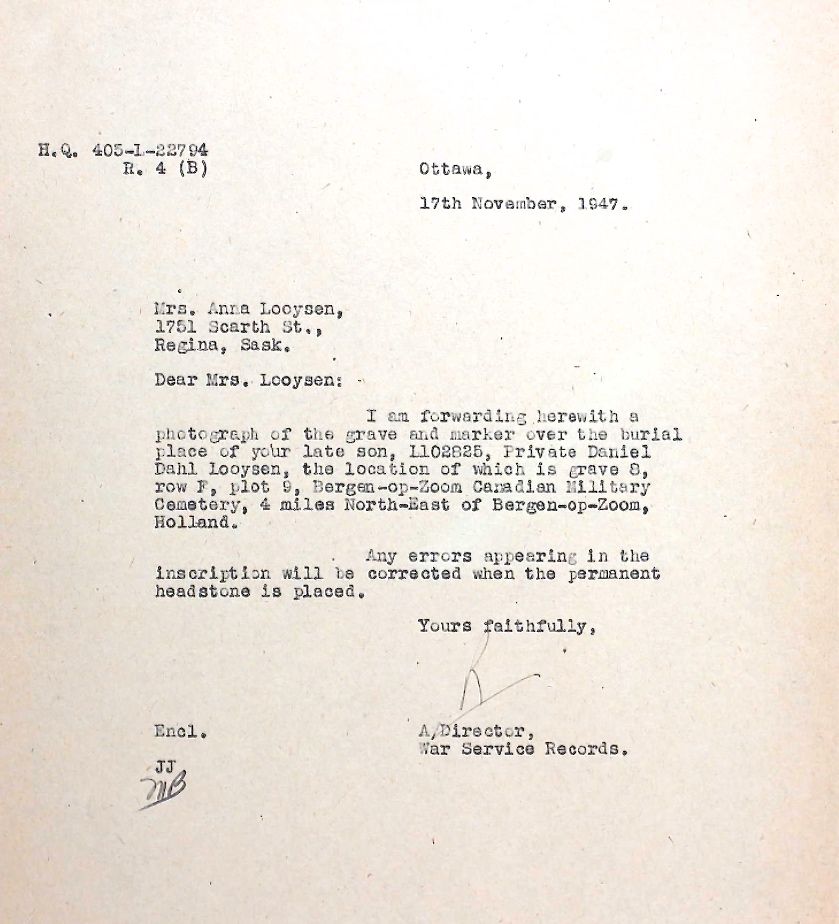 H.Q. 405-L-22794
R. 4 (B)
Ottawa,
17th November, 1947.
Mrs. Anna Looysen,
1751 Scarth St.,
Regina, Sask.
Dear Mrs. Looysen:
I am forwarding herewith a
photograph of the grave and marker over the burial
place of your late son, L102825, Private Daniel
Dahl Looysen, the location of which is grave 8,
row F, plot 9, Bergen-op-Zoom Canadian Military
Cemetery, 4 miles North-East of Bergen-op-Zoom,
Holland.
Any errors appearing in the
inscription will be corrected when the permanent
headstone is placed.
Yours faithfully,
Encl.
A/Director,
War Service Records.
JJ
MB